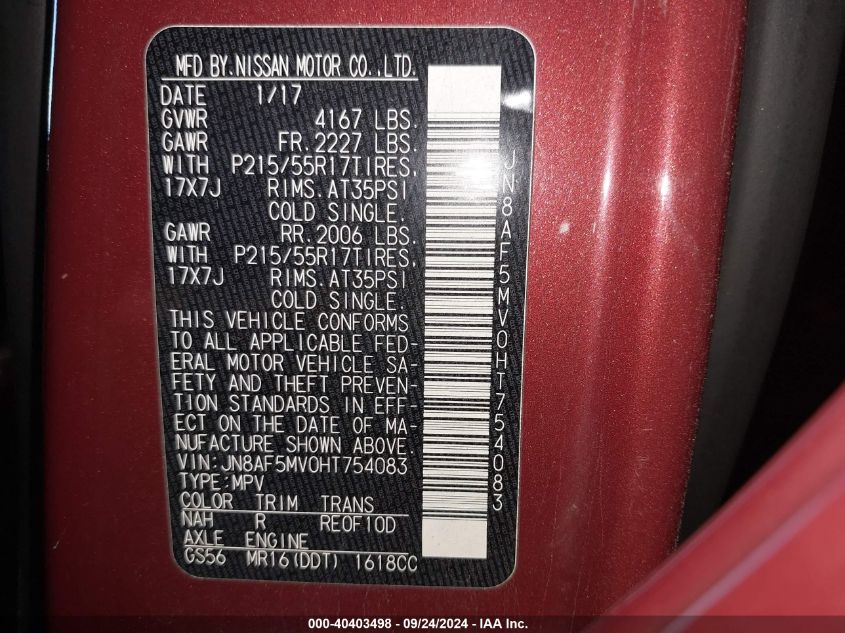 MFD BY.NISSAN MOTOR CO.,LTD.
DATE 1/17
GVWR 4167 LBS.
GAWR FR.2227 LBS.
WITH P215/55R17TIRES,
17X7J RIMS.AT35PSI
COLD SINGLE.
GAWR RR.2006 LBS.
WITH P215/55R17TIRES,
17X7J RIMS.AT35PSI
COLD SINGLE.
THIS VEHICLE CONFORMS
TO ALL APPLICABLE FED-
ERAL MOTOR VEHICLE SA-
FETY AND THEFT PREVEN-
TION STANDARDS IN EFF-
ECT ON THE DATE OF MA-
NUFACTURE SHOWN ABOVE.
VIN:JN8AF5MV0HT754083
TYPE:MPV
COLOR TRIM TRANS
NAH R RE0F10D
AXLE ENGINE
GS56 MR16(DDT) 1618CC
JN8AF5MV0HT754083
000-40403498 - 09/24/2024 - IAA Inc.